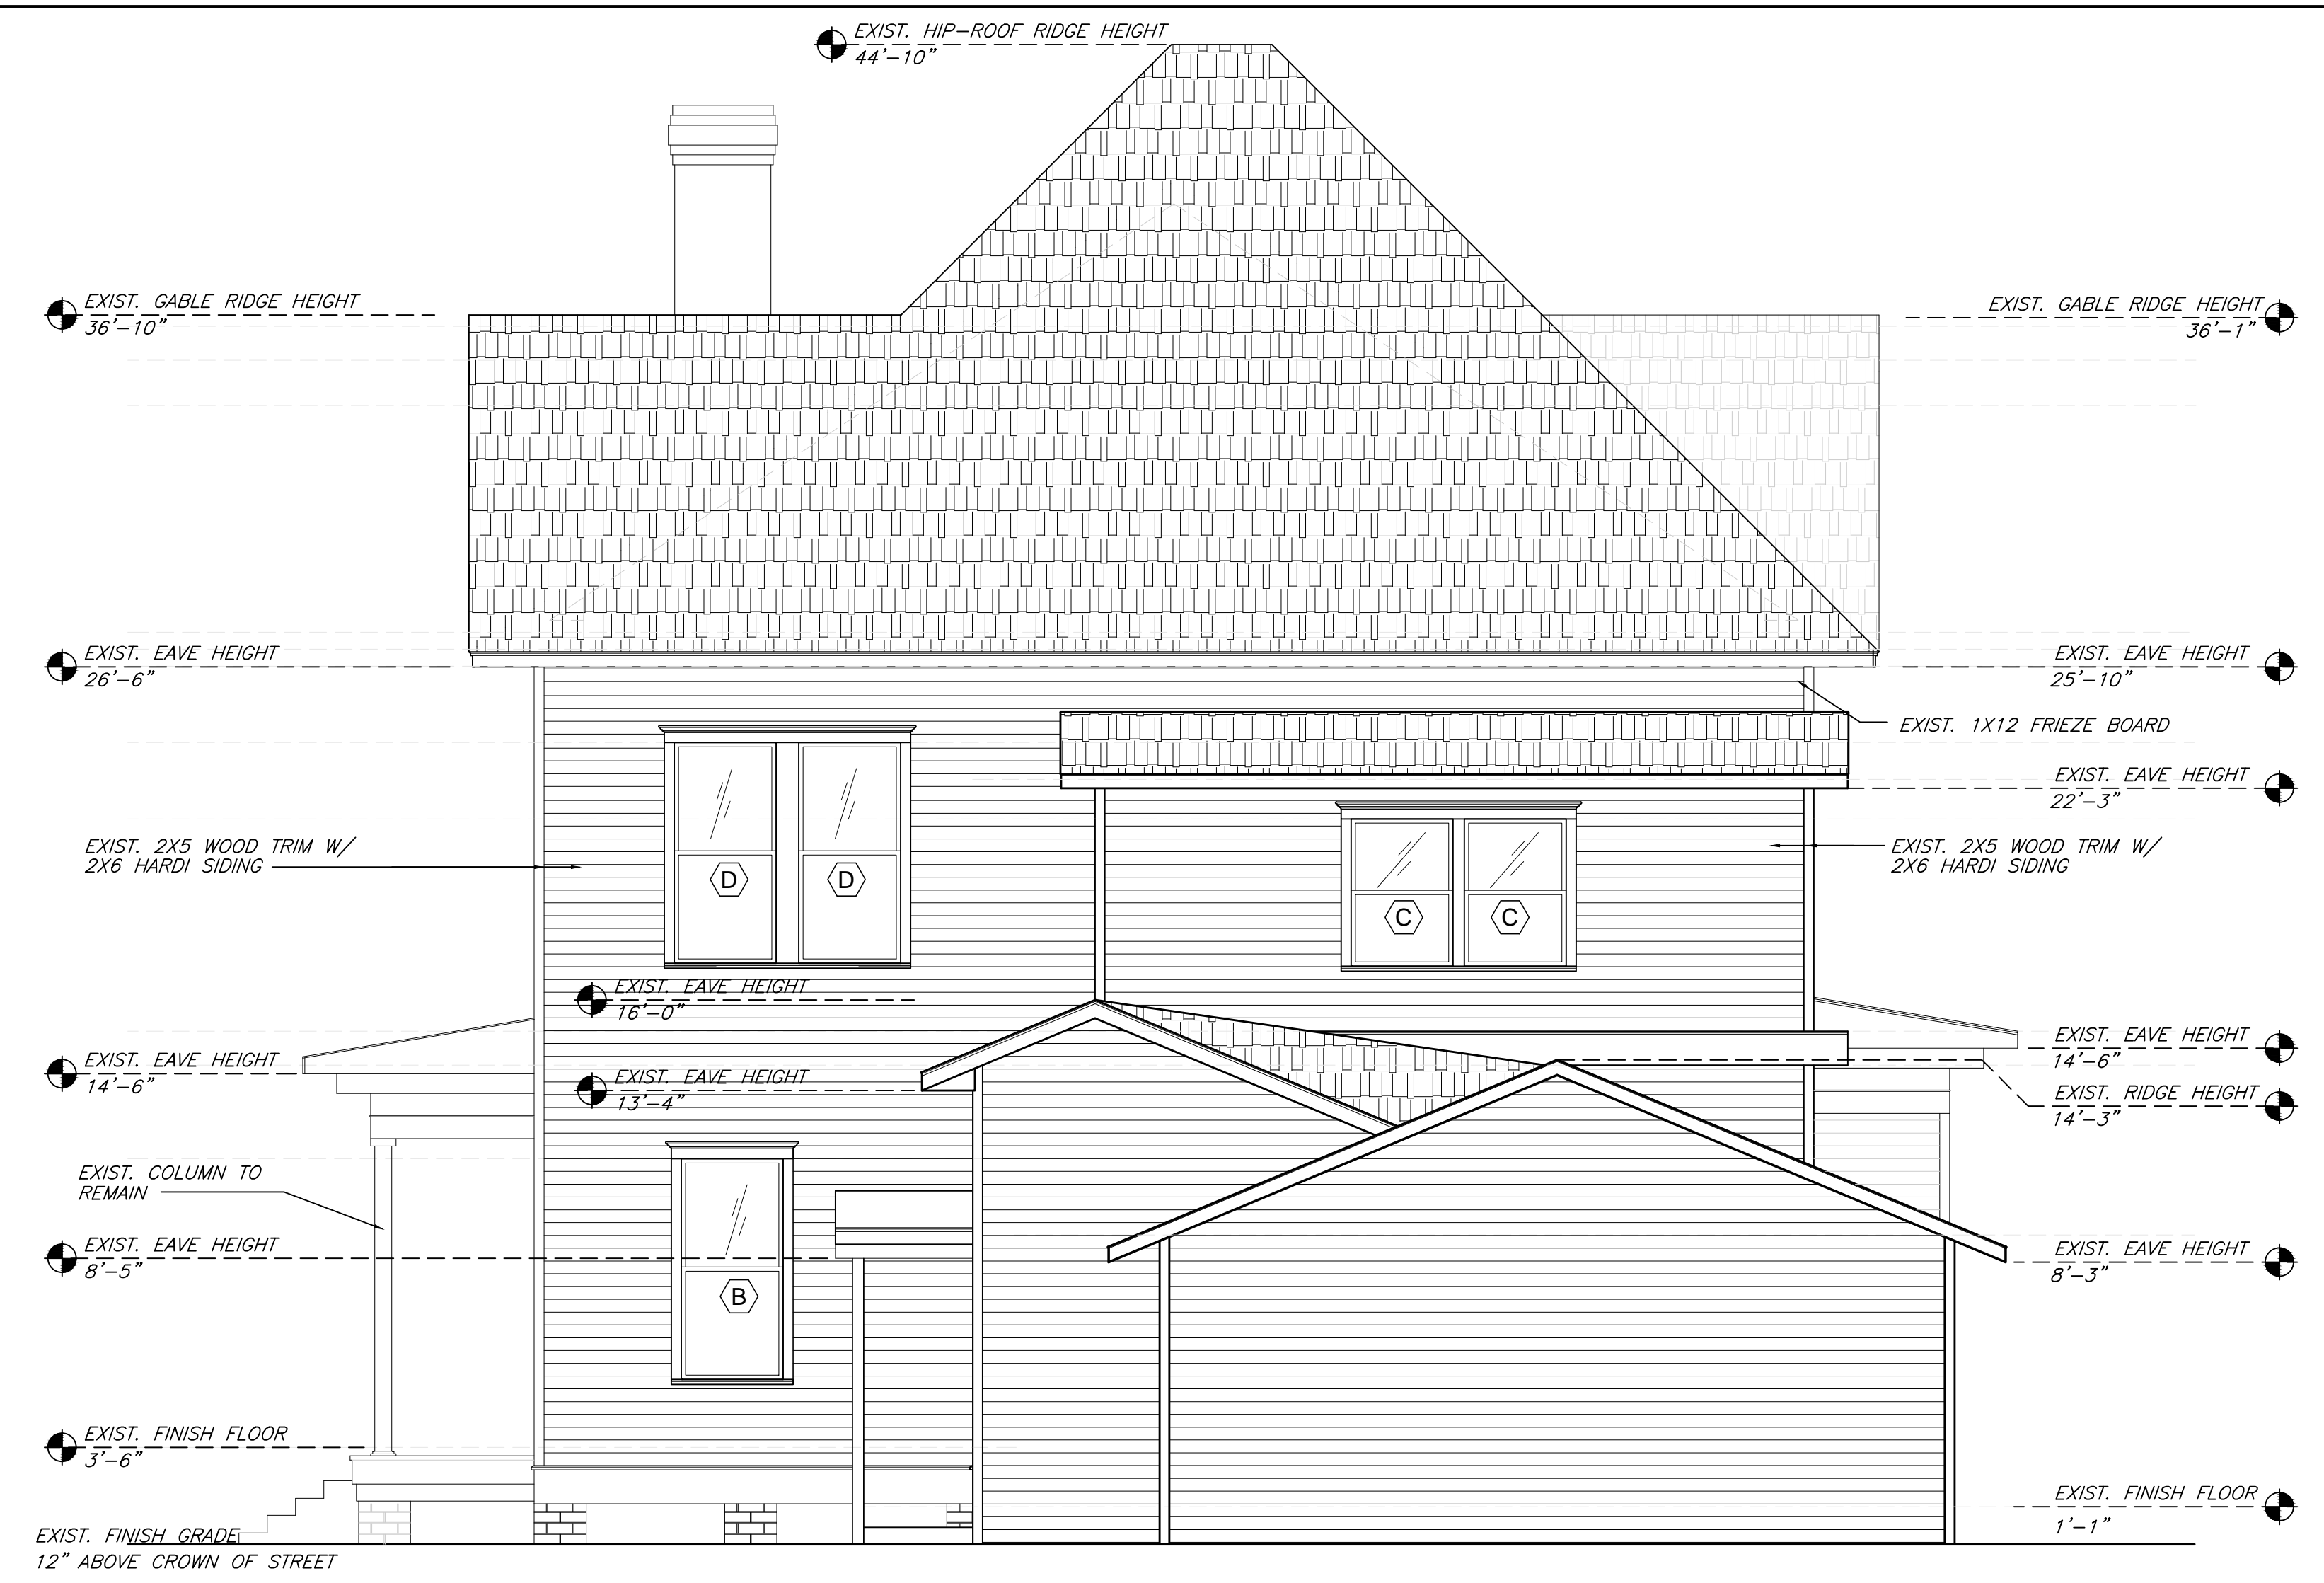 EXIST. HIP-ROOF RIDGE HEIGHT
44'-10"
EXIST. GABLE RIDGE HEIGHT
36'-10"
EXIST. GABLE RIDGE HEIGHT
36'-1"
EXIST. EAVE HEIGHT
26'-6"
EXIST. EAVE HEIGHT
25'-10"
EXIST. 1X12 FRIEZE BOARD
EXIST. EAVE HEIGHT
22'-3"
EXIST. 2X5 WOOD TRIM W/
2X6 HARDI SIDING
D
D
C
C
EXIST. 2X5 WOOD TRIM W/
2X6 HARDI SIDING
EXIST. EAVE HEIGHT
16'-0"
EXIST. EAVE HEIGHT
14'-6"
EXIST. EAVE HEIGHT
13'-4"
EXIST. EAVE HEIGHT
14'-6"
EXIST. RIDGE HEIGHT
14'-3"
EXIST. COLUMN TO
REMAIN
EXIST. EAVE HEIGHT
8'-5"
B
EXIST. EAVE HEIGHT
8'-3"
EXIST. FINISH FLOOR
3'-6"
EXIST. FINISH FLOOR
1'-1"
EXIST. FINISH GRADE
12" ABOVE CROWN OF STREET